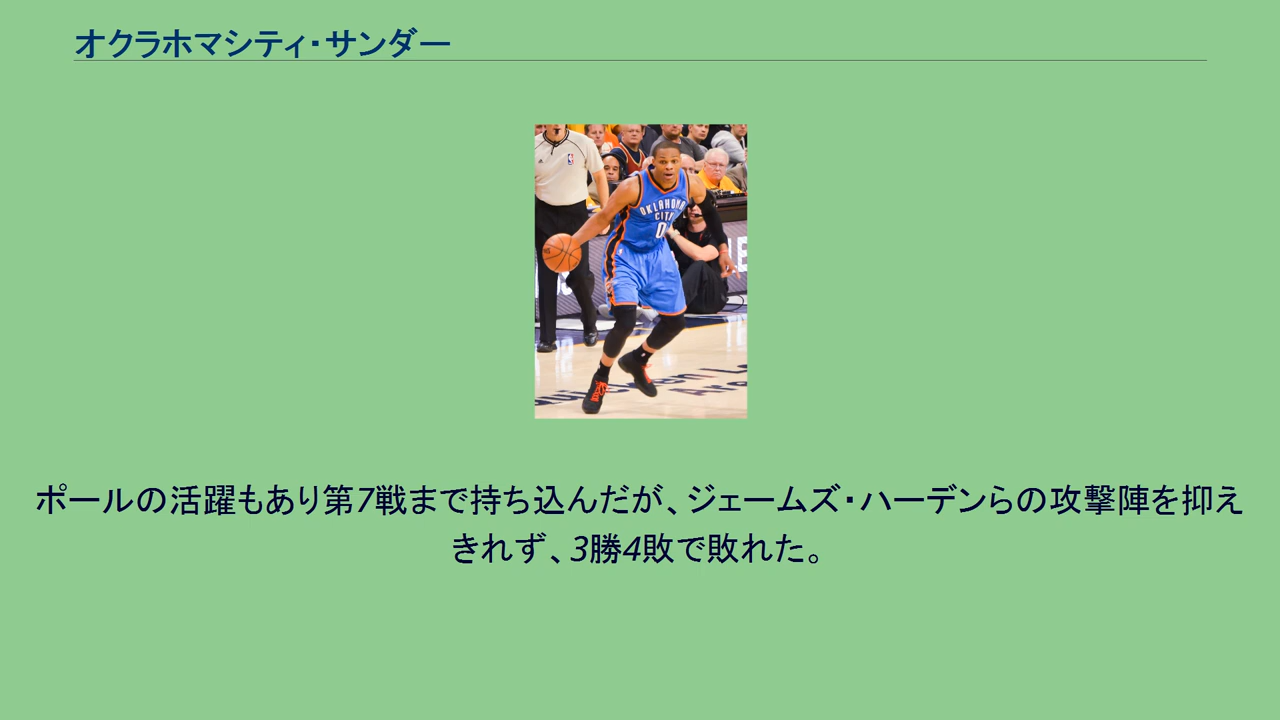 オクラホマシティ・サンダー
OKLAHOMA
CITY
0
ポールの活躍もあり第7戦まで持ち込んだが、ジェームズ・ハーデンらの攻撃陣を抑え
きれず、3勝4敗で敗れた。